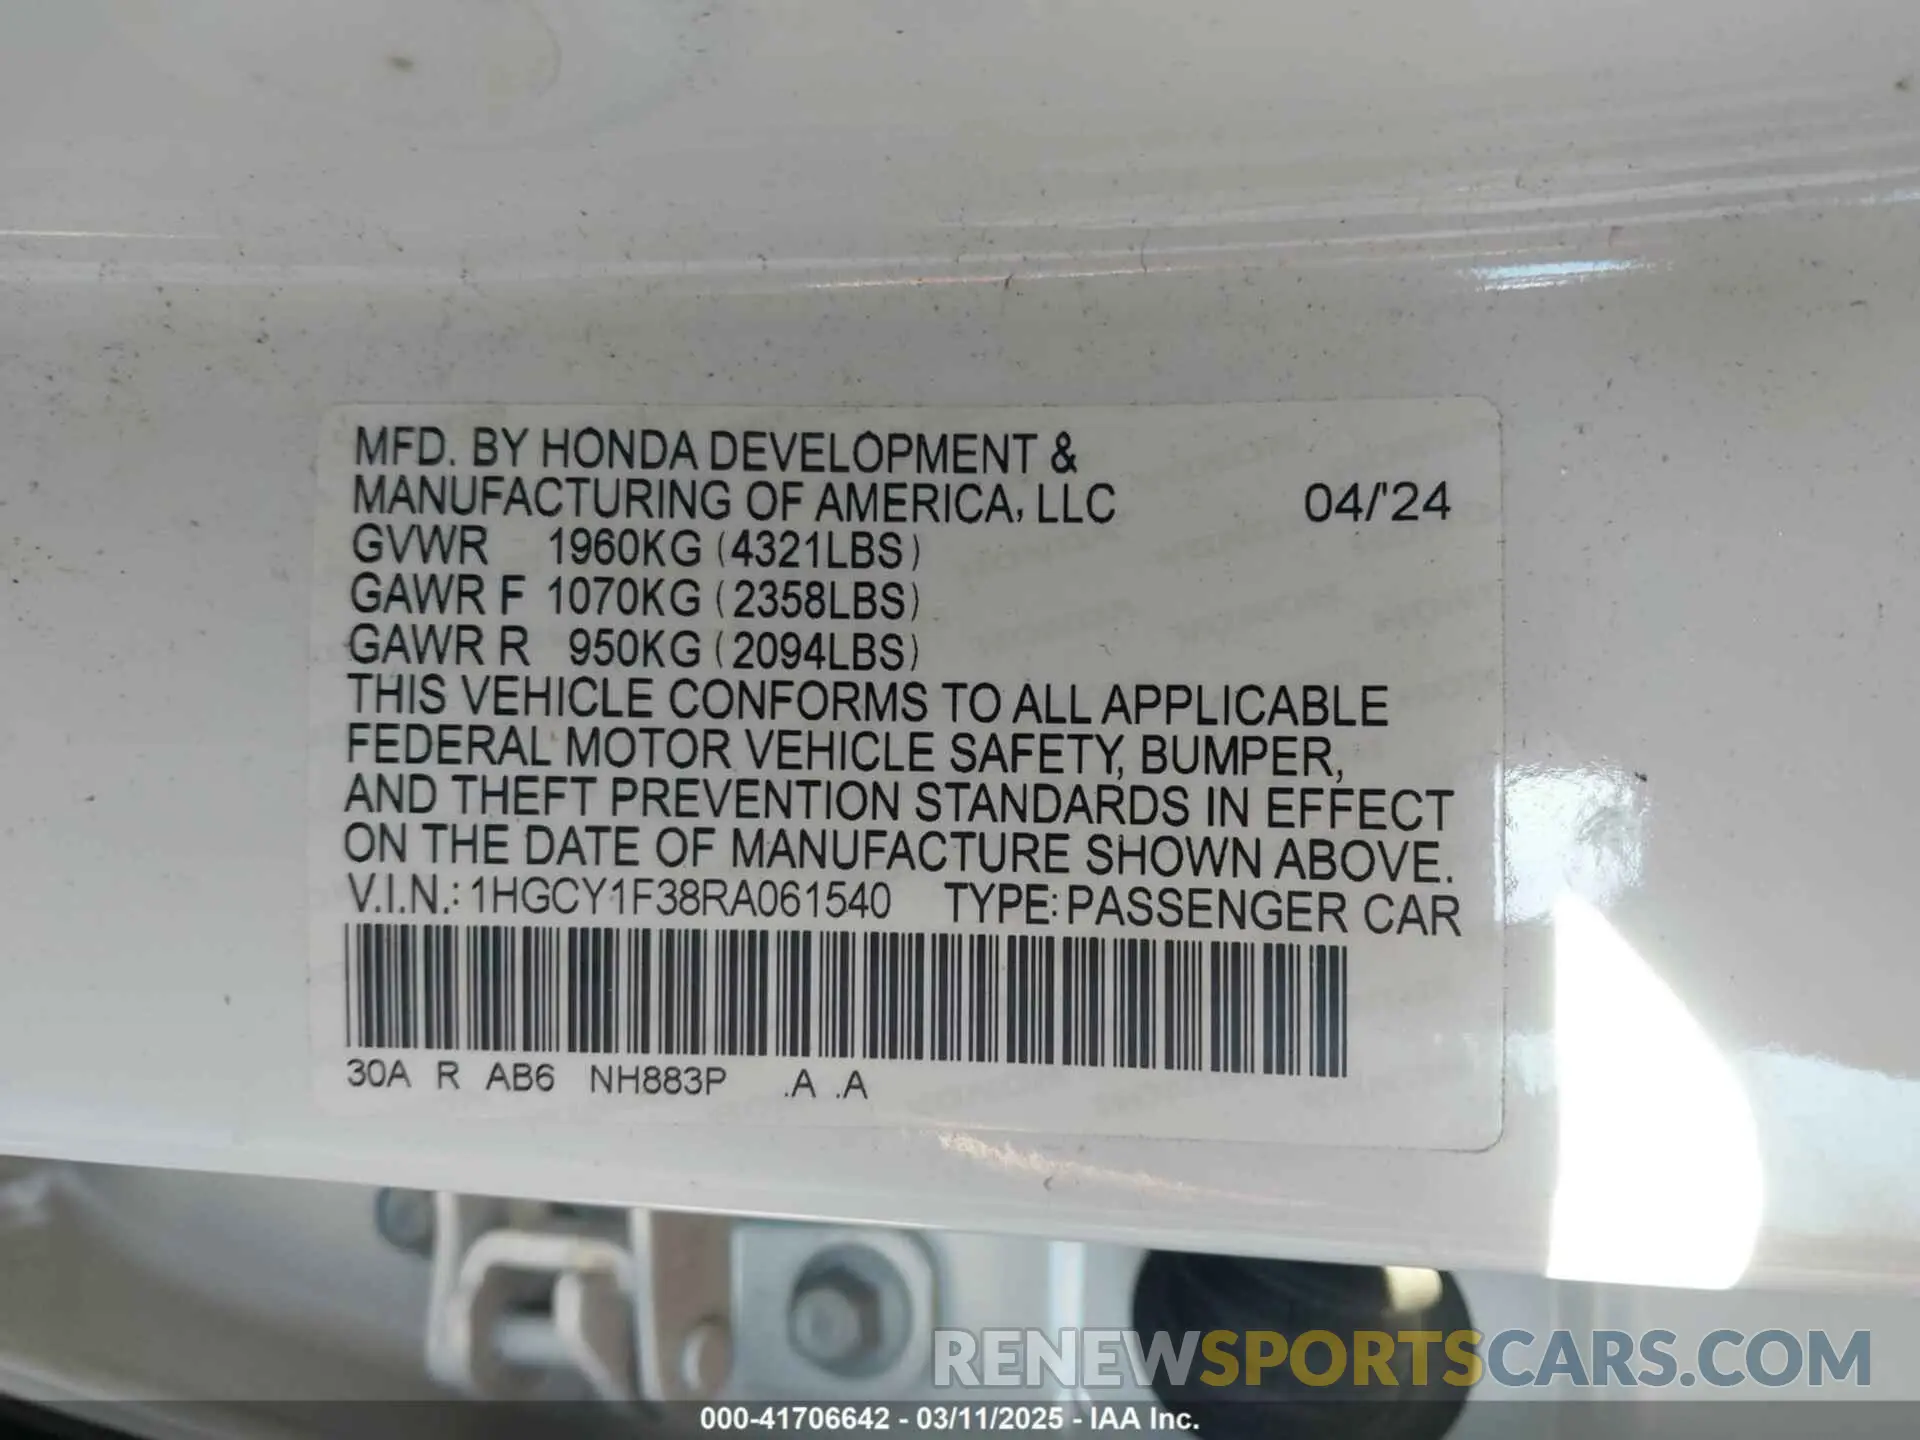 MFD. BY HONDA DEVELOPMENT &
MANUFACTURING OF AMERICA, LLC 04/'24
GVWR 1960KG (4321LBS)
GAWR F 1070KG (2358LBS)
GAWR R 950KG (2094LBS)
THIS VEHICLE CONFORMS TO ALL APPLICABLE
FEDERAL MOTOR VEHICLE SAFETY, BUMPER,
AND THEFT PREVENTION STANDARDS IN EFFECT
ON THE DATE OF MANUFACTURE SHOWN ABOVE.
V.I.N.: 1HGCY1F38RA061540 TYPE: PASSENGER CAR
30A R AB6 NH883P .A .A
RENEWSPORTSCARS.COM
000-41706642 - 03/11/2025 - IAA Inc.